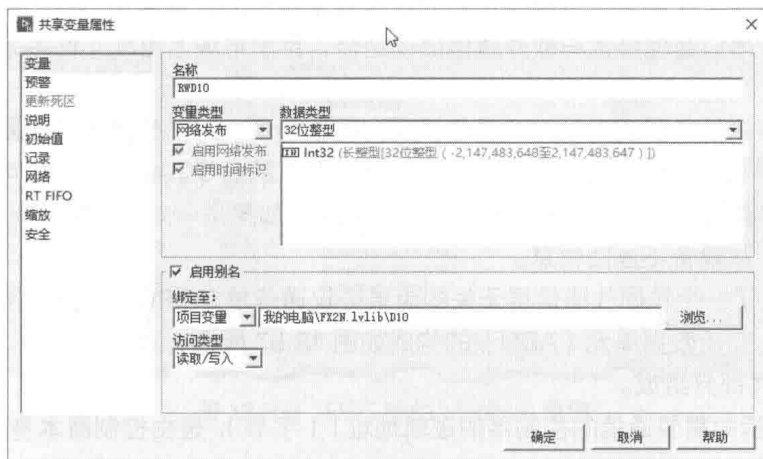 共享变量属性
变量
预警
更新死区
说明
初始值
记录
网络
RT FIFO
缩放
安全
名称
RWD10
变量类型
数据类型
网络发布
32位整型
启用网络发布
启用时间标识
I32 Int32 (长整型[32位整型（-2,147,483,648至2,147,483,647）])
启用别名
绑定至：
项目变量
我的电脑\FX2N.lvlib\D10
浏览...
访问类型
读取/写入
确定
取消
帮助